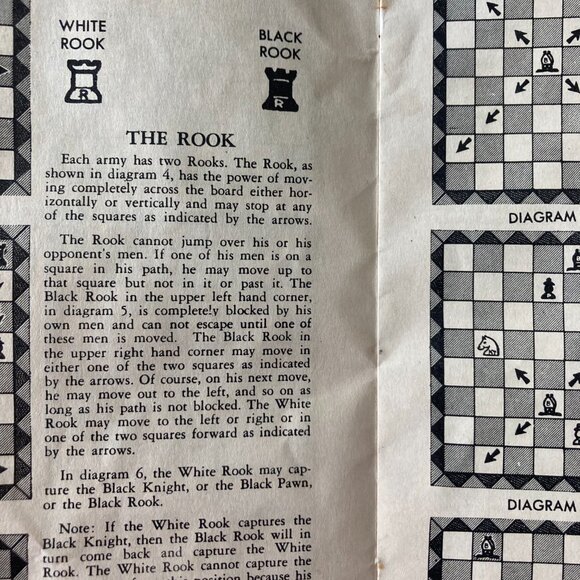 WHITE
ROOK
BLACK
ROOK
R
R
THE ROOK
Each army has two Rooks. The Rook, as
shown in diagram 4, has the power of mov-
ing completely across the board either hor-
izontally or vertically and may stop at any
of the squares as indicated by the arrows.
The Rook cannot jump over his or his
opponent's men. If one of his men is on a
square in his path, he may move up to
that square but not in it or past it. The
Black Rook in the upper left hand corner,
in diagram 5, is completely blocked by his
own men and can not escape until one of
these men is moved. The Black Rook in
the upper right hand corner may move in
either one of the two squares as indicated
by the arrows. Of course, on his next move,
he may move out to the left, and so on as
long as his path is not blocked. The White
Rook may move to the left or right or in
one of the two squares forward as indicated
by the arrows.
In diagram 6, the White Rook may cap-
ture the Black Knight, or the Black Pawn,
or the Black Rook.
Note: If the White Rook captures the
Black Knight, then the Black Rook will in
turn come back and capture the White
Rook. The White Rook cannot capture the
position because his
DIAGRAM
DIAGRAM